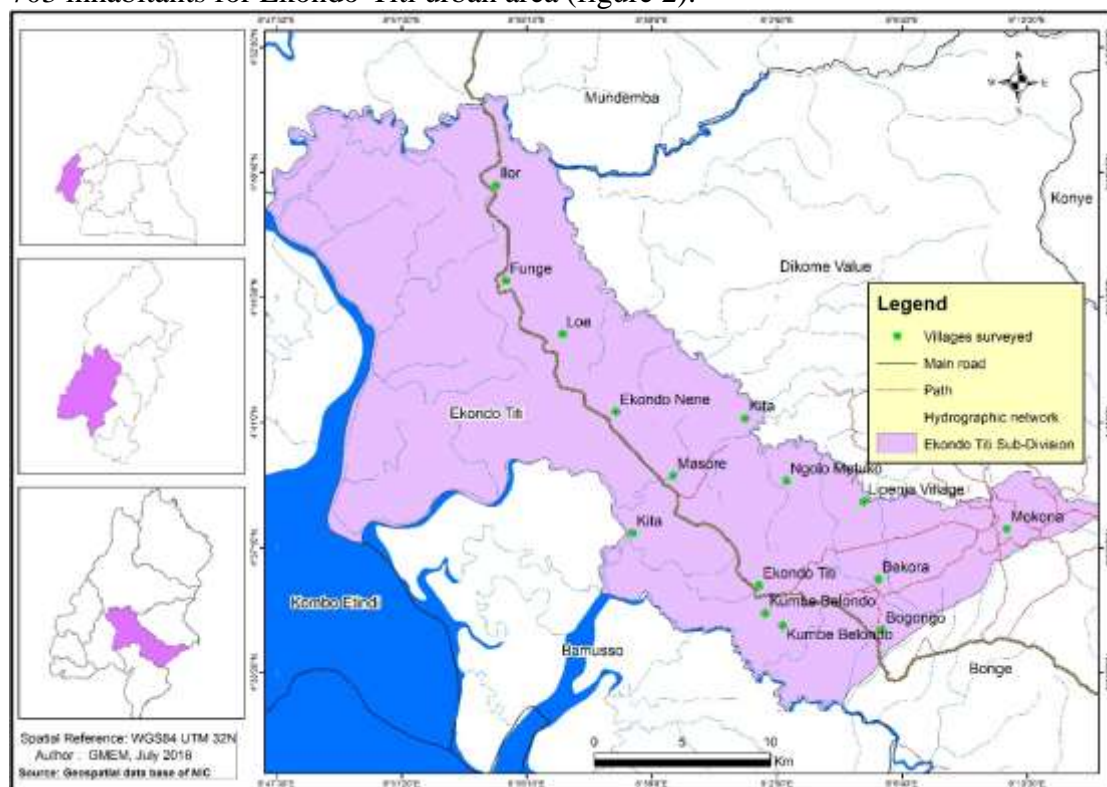 703 inhabitants for Ekondo-Titi urban area (figure 2).
Mundemba
Ilor
Konye
Funge
Dikome Value
Loe
Legend
Villages surveyed
Main road
Path
Hydrographic network
Ekondo Titi Sub-Division
Ekondo Nene
Kita
Ekondo Titi
Masore
Ngolo Metuko
Lipenja Village
Mokona
Kita
Ekondo Titi
Bekora
Kombo Etindi
Kumbe Belondo
Bogongo
Kumbe Belondo
Bamusso
Bonge
Spatial Reference: WGS84 UTM 32N
Author : GMEM, July 2016
Source: Geospatial data base of NIC
0 5 10
Km